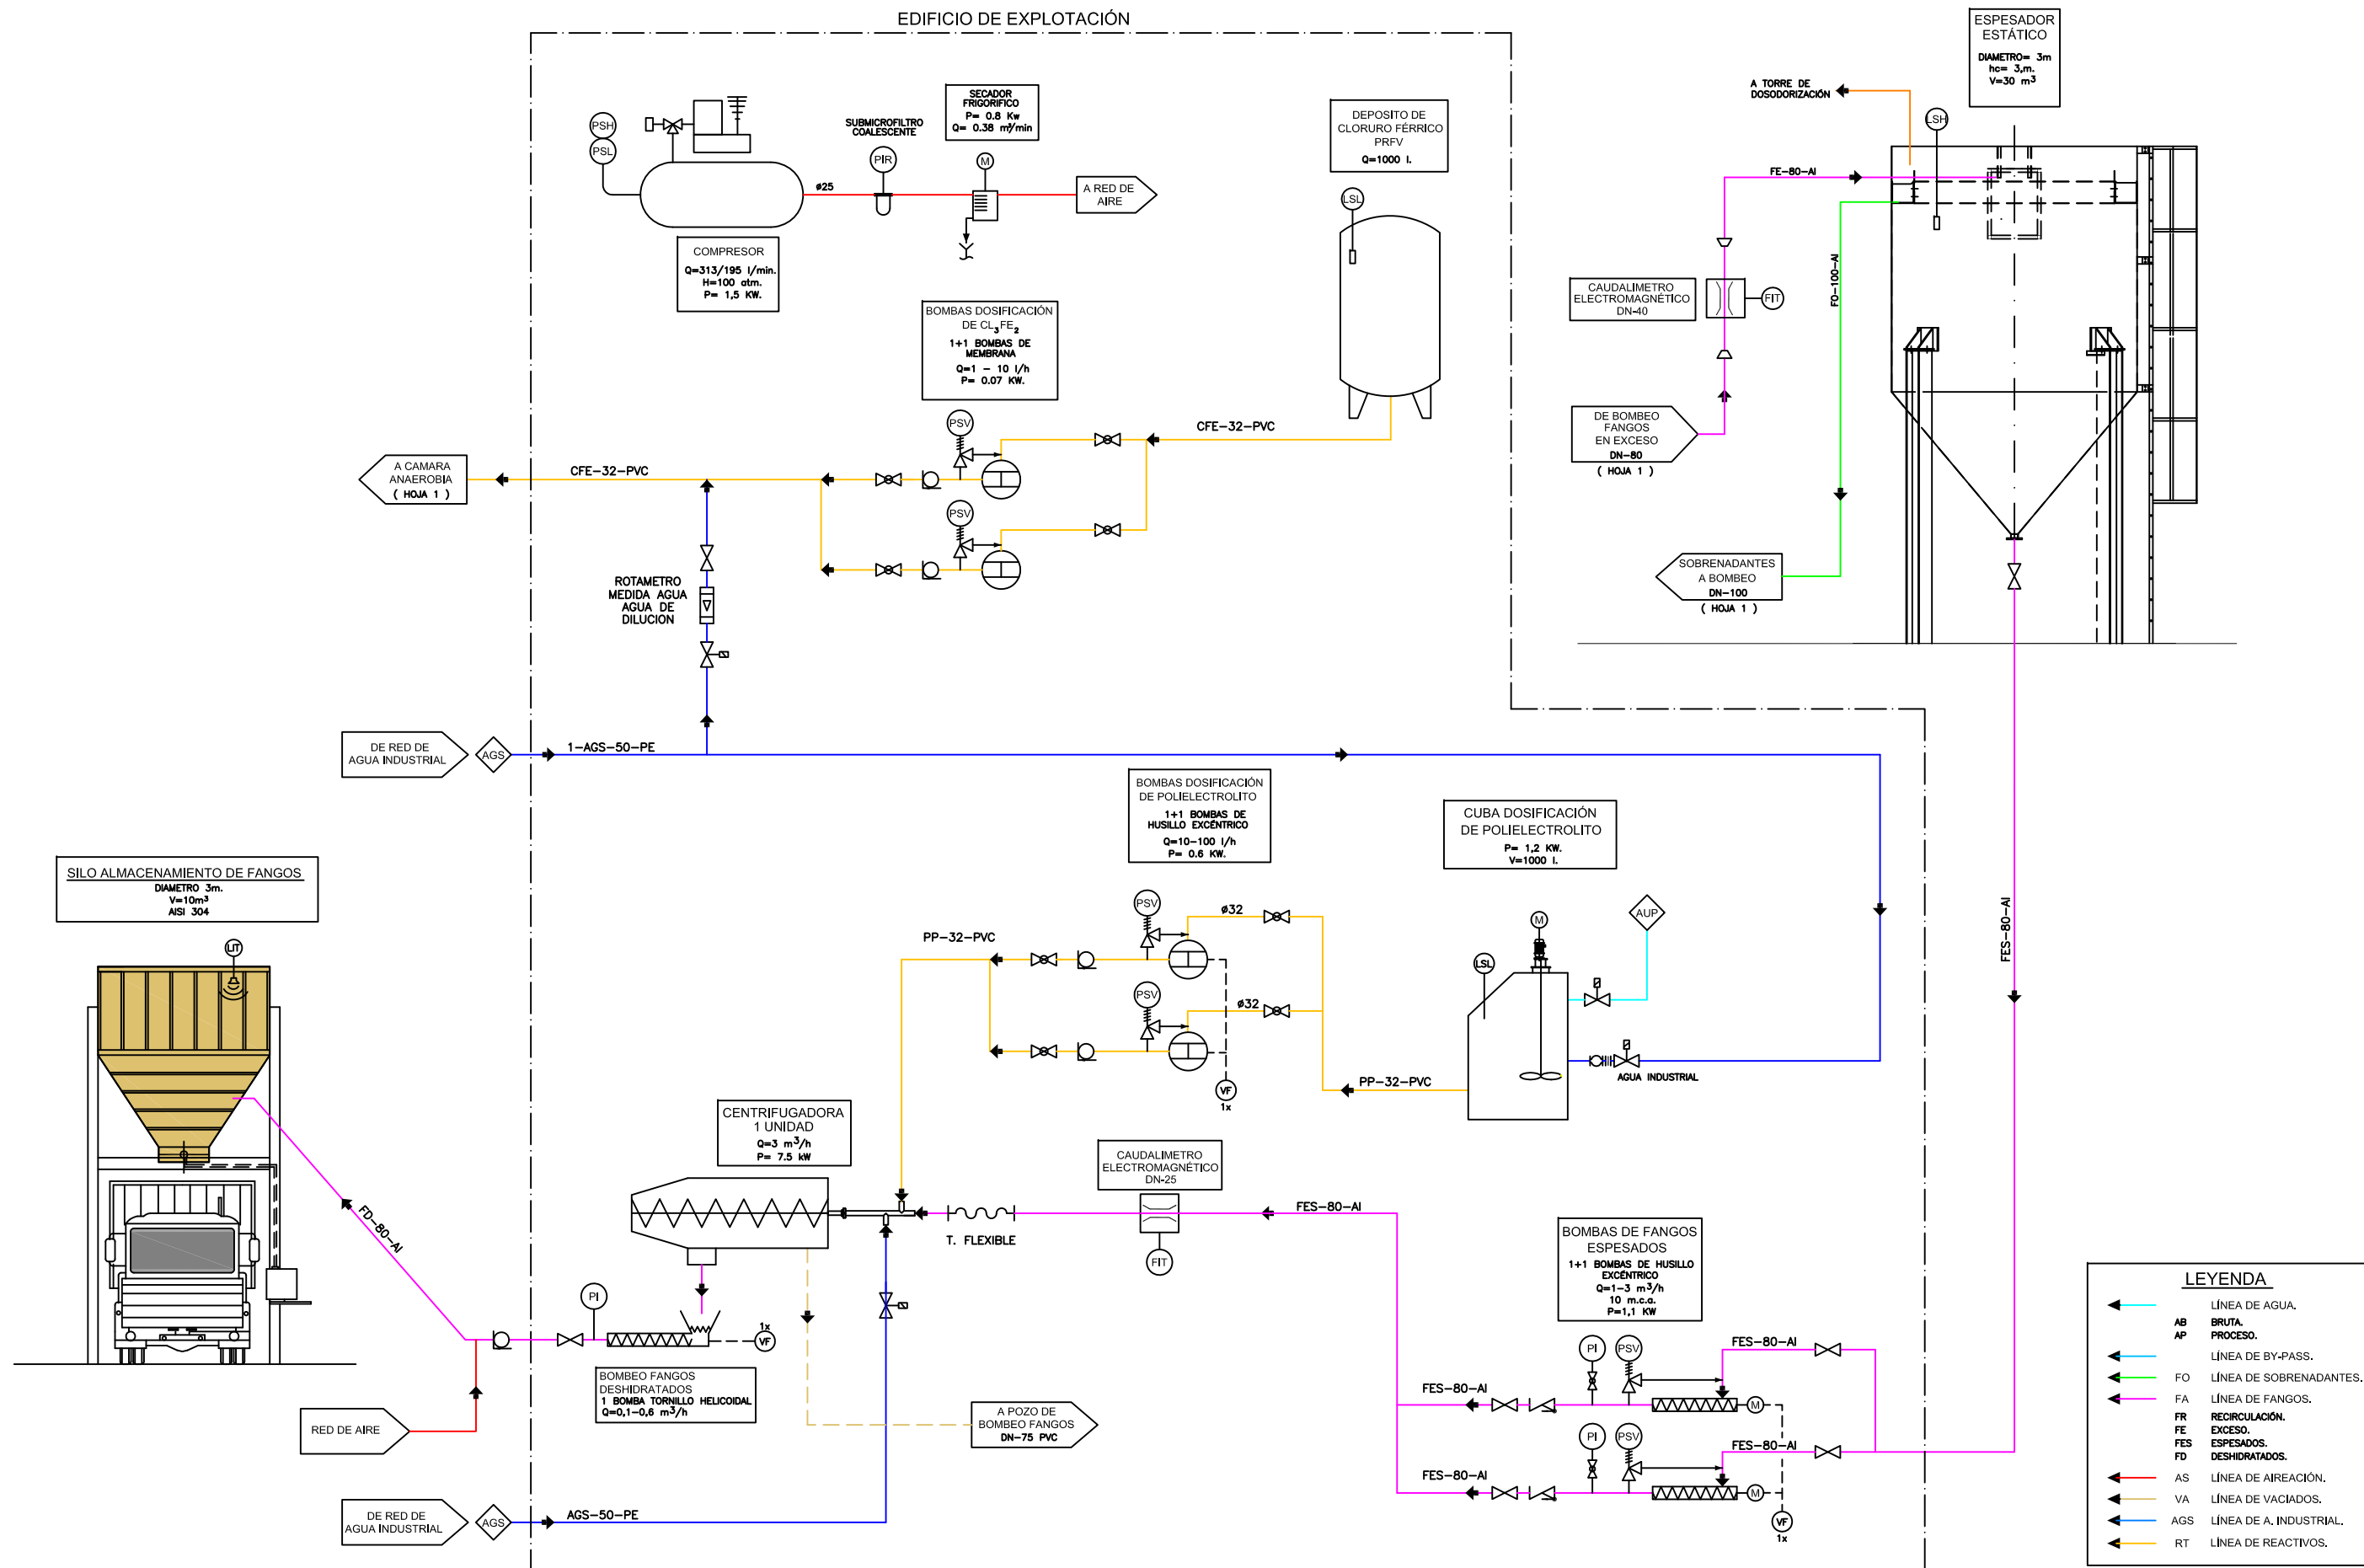 EDIFICIO DE EXPLOTACIÓN
ESPESADOR
ESTÁTICO
DIAMETRO= 3m
hc= 3,m.
V=30 m³
A TORRE DE
DOSODORIZACIÓN
LSH
FE-80-AI
FO-100-AI
CAUDALIMETRO
ELECTROMAGNÉTICO
DN-40
FIT
DE BOMBEO
FANGOS
EN EXCESO
DN-80
( HOJA 1 )
SOBRENADANTES
A BOMBEO
DN-100
( HOJA 1 )
PSH
PSL
SUBMICROFILTRO
COALESCENTE
PIR
SECADOR
FRIGORIFICO
P= 0.8 Kw
Q= 0.38 m³/min
M
ø25
A RED DE
AIRE
COMPRESOR
Q=313/195 l/min.
H=100 atm.
P= 1,5 KW.
DEPOSITO DE
CLORURO FÉRRICO
PRFV
Q=1000 l.
LSL
BOMBAS DOSIFICACIÓN
DE CL₃FE₂
1+1 BOMBAS DE
MEMBRANA
Q=1 - 10 l/h
P= 0.07 KW.
PSV
PSV
CFE-32-PVC
CFE-32-PVC
A CAMARA
ANAEROBIA
( HOJA 1 )
ROTAMETRO
MEDIDA AGUA
AGUA DE
DILUCION
DE RED DE
AGUA INDUSTRIAL
AGS
1-AGS-50-PE
BOMBAS DOSIFICACIÓN
DE POLIELECTROLITO
1+1 BOMBAS DE
HUSILLO EXCÉNTRICO
Q=10-100 l/h
P= 0.6 KW.
CUBA DOSIFICACIÓN
DE POLIELECTROLITO
P= 1,2 KW.
V=1000 l.
SILO ALMACENAMIENTO DE FANGOS
DIAMETRO 3m.
V=10m³
AISI 304
LIT
PSV
ø32
PP-32-PVC
PSV
ø32
VF
1x
PP-32-PVC
LSL
M
AUP
AGUA INDUSTRIAL
FES-80-AI
CENTRIFUGADORA
1 UNIDAD
Q=3 m³/h
P= 7.5 kW
CAUDALIMETRO
ELECTROMAGNÉTICO
DN-25
FIT
T. FLEXIBLE
FES-80-AI
FD-80-AI
PI
1x
VF
BOMBEO FANGOS
DESHIDRATADOS
1 BOMBA TORNILLO HELICOIDAL
Q=0,1-0,6 m³/h
RED DE AIRE
A POZO DE
BOMBEO FANGOS
DN-75 PVC
DE RED DE
AGUA INDUSTRIAL
AGS
AGS-50-PE
BOMBAS DE FANGOS
ESPESADOS
1+1 BOMBAS DE HUSILLO
EXCÉNTRICO
Q=1-3 m³/h
10 m.c.a.
P=1,1 KW
PI
PSV
FES-80-AI
FES-80-AI
M
PI
PSV
FES-80-AI
FES-80-AI
M
VF
1x
LEYENDA
LÍNEA DE AGUA.
AB BRUTA.
AP PROCESO.
LÍNEA DE BY-PASS.
FO LÍNEA DE SOBRENADANTES.
FA LÍNEA DE FANGOS.
FR RECIRCULACIÓN.
FE EXCESO.
FES ESPESADOS.
FD DESHIDRATADOS.
AS LÍNEA DE AIREACIÓN.
VA LÍNEA DE VACIADOS.
AGS LÍNEA DE A. INDUSTRIAL.
RT LÍNEA DE REACTIVOS.